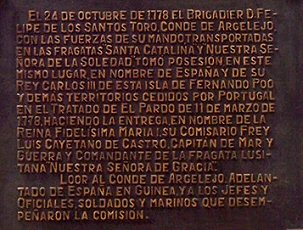 EL 24 DE OCTUBRE DE 1778 EL BRIGADIER D. FE-
LIPE DE LOS SANTOS TORO, CONDE DE ARGELEJO
CON LAS FUERZAS DE SU MANDO TRANSPORTADAS
EN LAS FRAGATAS SANTA CATALINA Y NUESTRA SE-
ÑORA DE LA SOLEDAD TOMO POSESION EN ESTE
MISMO LUGAR, EN NOMBRE DE ESPAÑA Y DE SU
REY CARLOS III DE ESTA ISLA DE FERNANDO POO
Y DEMAS TERRITORIOS CEDIDOS POR PORTUGAL
EN EL TRATADO DE EL PARDO DE 11 DE MARZO DE
1778, HACIENDO LA ENTREGA, EN NOMBRE DE LA
REINA FIDELISIMA MARIA I, SU COMISARIO FREY
LUIS CAYETANO DE CASTRO, CAPITAN DE MAR Y
GUERRA Y COMANDANTE DE LA FRAGATA LUSI-
TANA NUESTRA SEÑORA DE GRACIA.
LOOR AL CONDE DE ARGELEJO, ADELAN-
TADO DE ESPAÑA EN GUINEA, Y A LOS JEFES Y
OFICIALES, SOLDADOS Y MARINOS QUE DESEM-
PEÑARON LA COMISION.